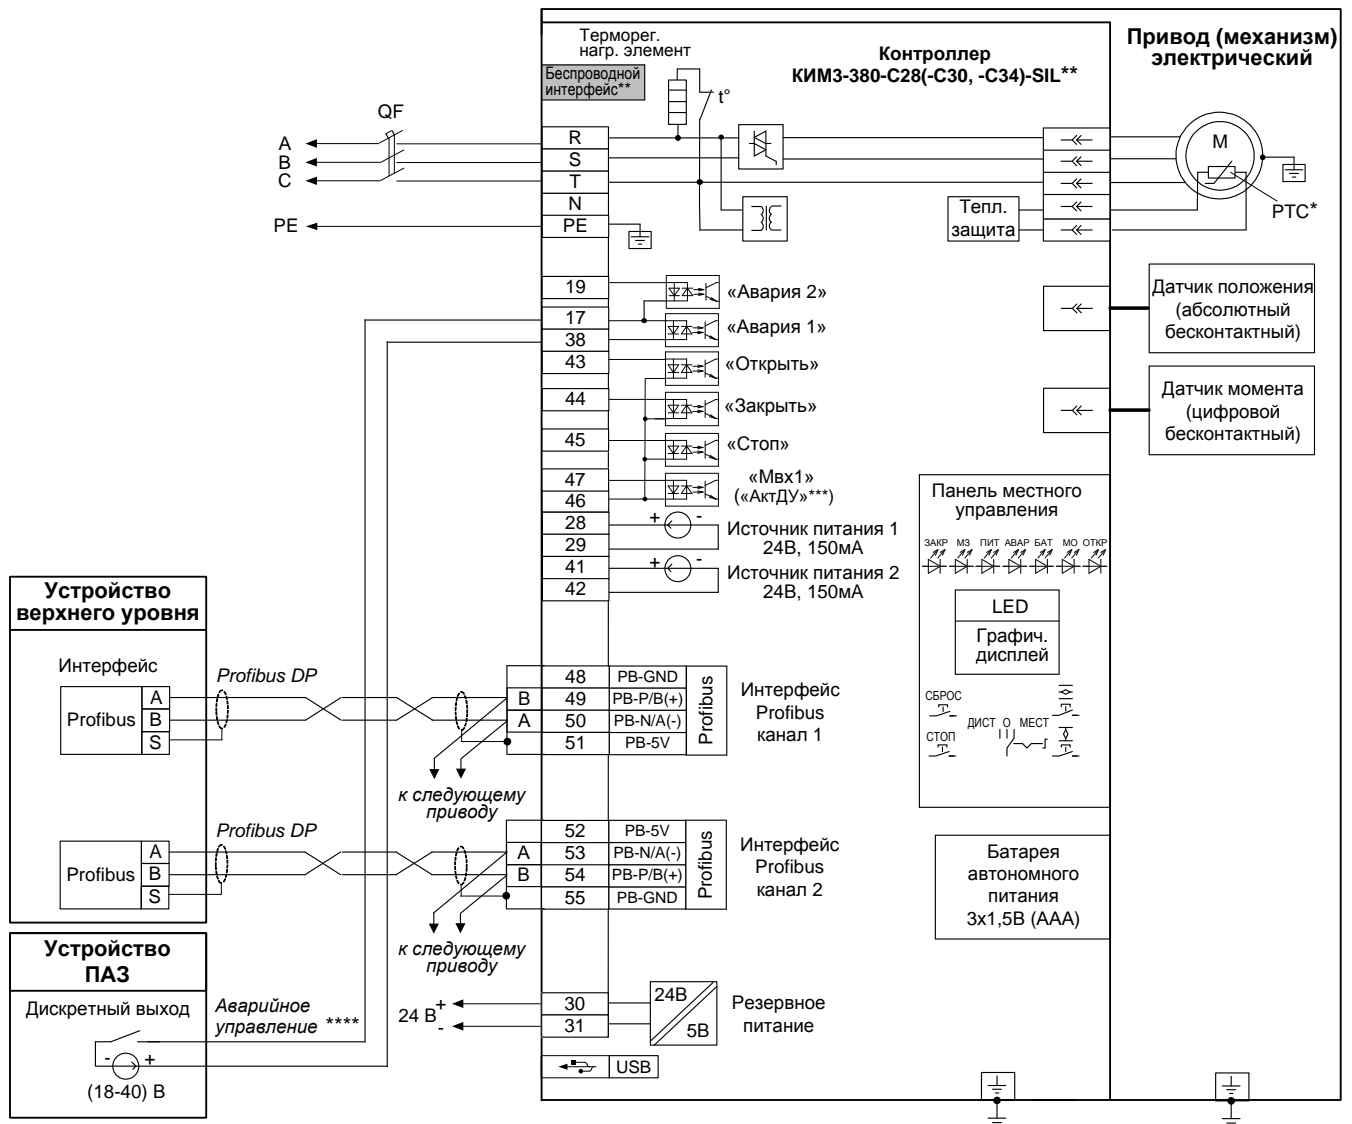 Терморег.
нагр. элемент
Беспроводной
интерфейс**
Контроллер
КИМ3-380-С28(-С30, -С34)-SIL**
Привод (механизм)
электрический
t°
QF
A
B
C
PE
R
S
T
N
PE
Тепл.
защита
M
PTC*
19
17
38
43
44
45
47
46
28
29
41
42
«Авария 2»
«Авария 1»
«Открыть»
«Закрыть»
«Стоп»
«Мвх1»
(«АктДУ»***)
+ -
Источник питания 1
24В, 150мА
+ -
Источник питания 2
24В, 150мА
Датчик положения
(абсолютный
бесконтактный)
Датчик момента
(цифровой
бесконтактный)
Панель местного
управления
ЗАКР МЗ ПИТ АВАР БАТ МО ОТКР
LED
Графич.
дисплей
СБРОС
СТОП
ДИСТ О МЕСТ
Батарея
автономного
питания
3х1,5В (ААА)
Устройство
верхнего уровня
Интерфейс
Profibus
A
B
S
Profibus DP
B
A
48 PB-GND
49 PB-P/B(+)
50 PB-N/A(-)
51 PB-5V
Profibus
Интерфейс
Profibus
канал 1
к следующему
приводу
Profibus
A
B
S
Profibus DP
A
B
52 PB-5V
53 PB-N/A(-)
54 PB-P/B(+)
55 PB-GND
Profibus
Интерфейс
Profibus
канал 2
к следующему
приводу
Устройство
ПАЗ
Дискретный выход
- +
(18-40) В
Аварийное
управление ****
24 В
+
-
30
31
24В
5В
Резервное
питание
USB